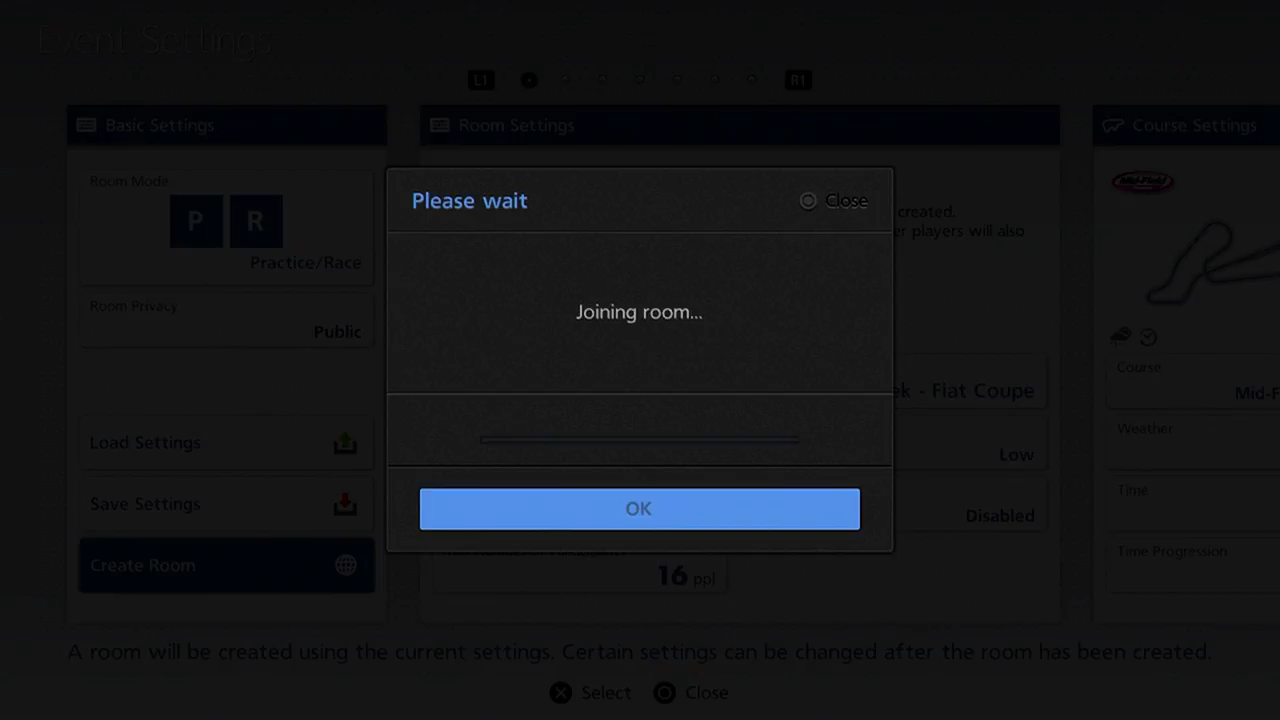 Event Settings
L1
R1
Basic Settings
Room Settings
Course Settings
Room Mode
P R
Practice/Race
Room Privacy
Public
Load Settings
Save Settings
Create Room
Please wait
Close
Joining room...
OK
created.
players will also
- Fiat Coupe
Low
Disabled
16 ppl
Mid-Field
Course
Mid-F
Weather
Time
Time Progression
A room will be created using the current settings. Certain settings can be changed after the room has been created.
Select Close